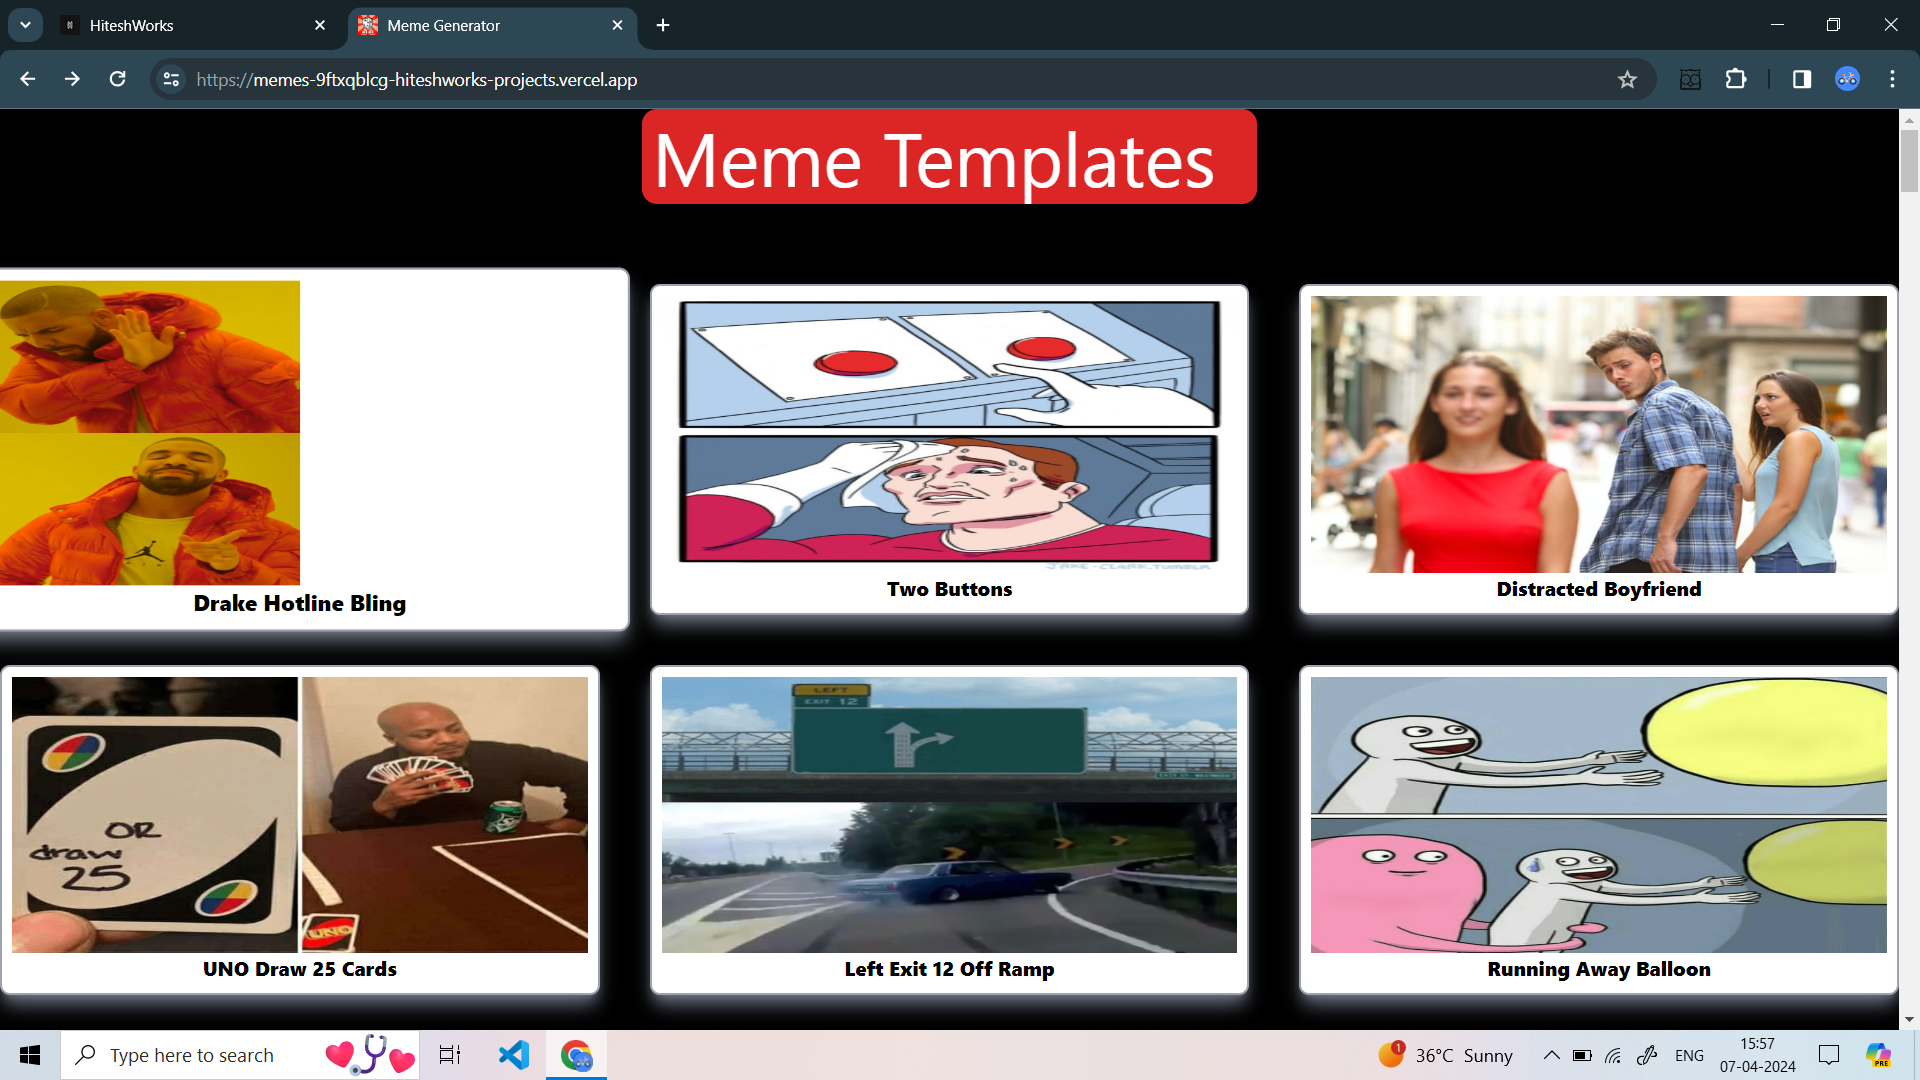 HiteshWorks
Meme Generator
https://memes-9ftxqblcg-hiteshworks-projects.vercel.app
Meme Templates
JAKE-CLARK.TUMBLR
Drake Hotline Bling
Two Buttons
Distracted Boyfriend
OR
draw
25
UNO
LEFT
EXIT 12
UNO Draw 25 Cards
Left Exit 12 Off Ramp
Running Away Balloon
Type here to search
1
36°C Sunny
ENG
15:57
07-04-2024
PRE